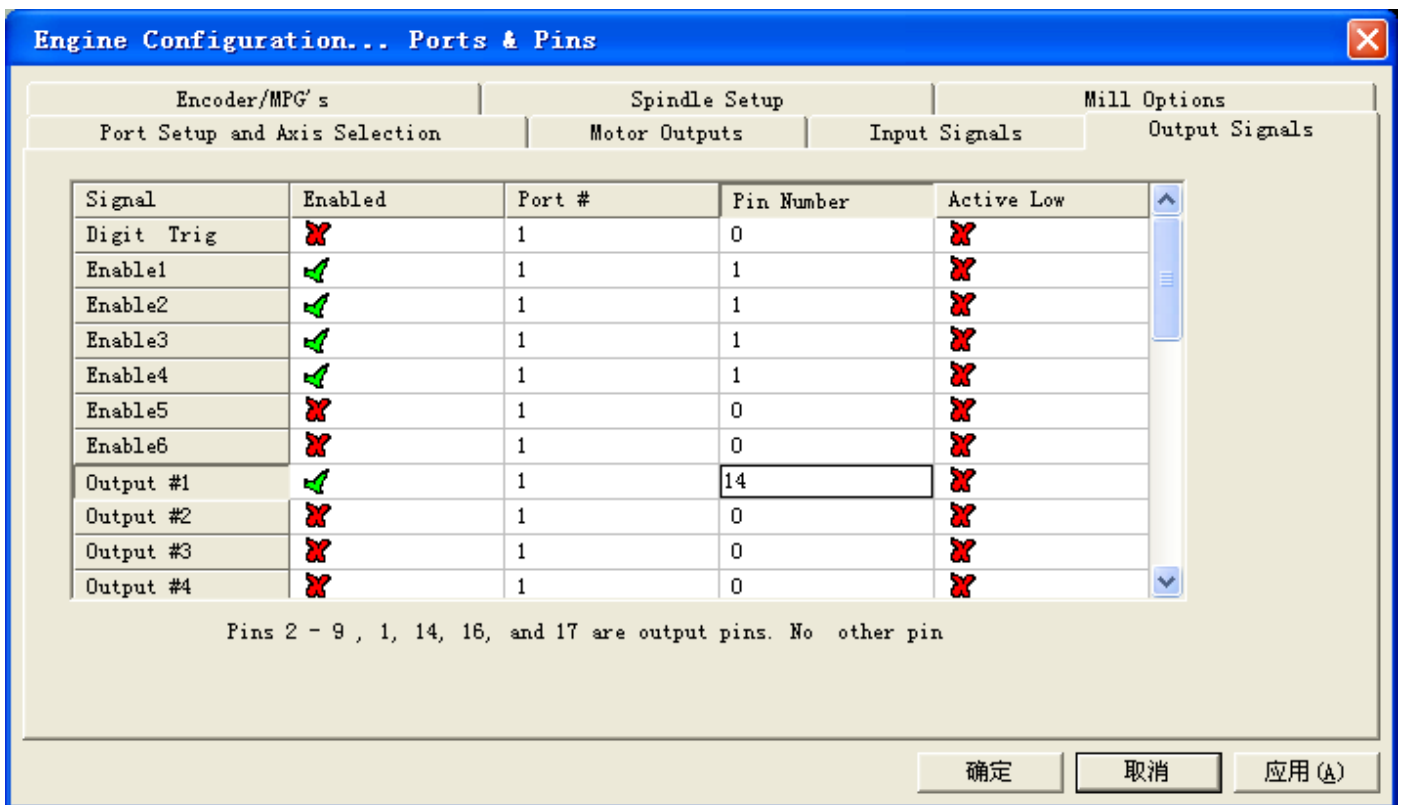 Engine Configuration... Ports & Pins
Encoder/MPG's Spindle Setup Mill Options
Port Setup and Axis Selection Motor Outputs Input Signals Output Signals
Signal Enabled Port # Pin Number Active Low
Digit Trig 1 0
Enable1 1 1
Enable2 1 1
Enable3 1 1
Enable4 1 1
Enable5 1 0
Enable6 1 0
Output #1 1 14
Output #2 1 0
Output #3 1 0
Output #4 1 0
Pins 2 - 9 , 1, 14, 16, and 17 are output pins. No other pin
确定 取消 应用(A)